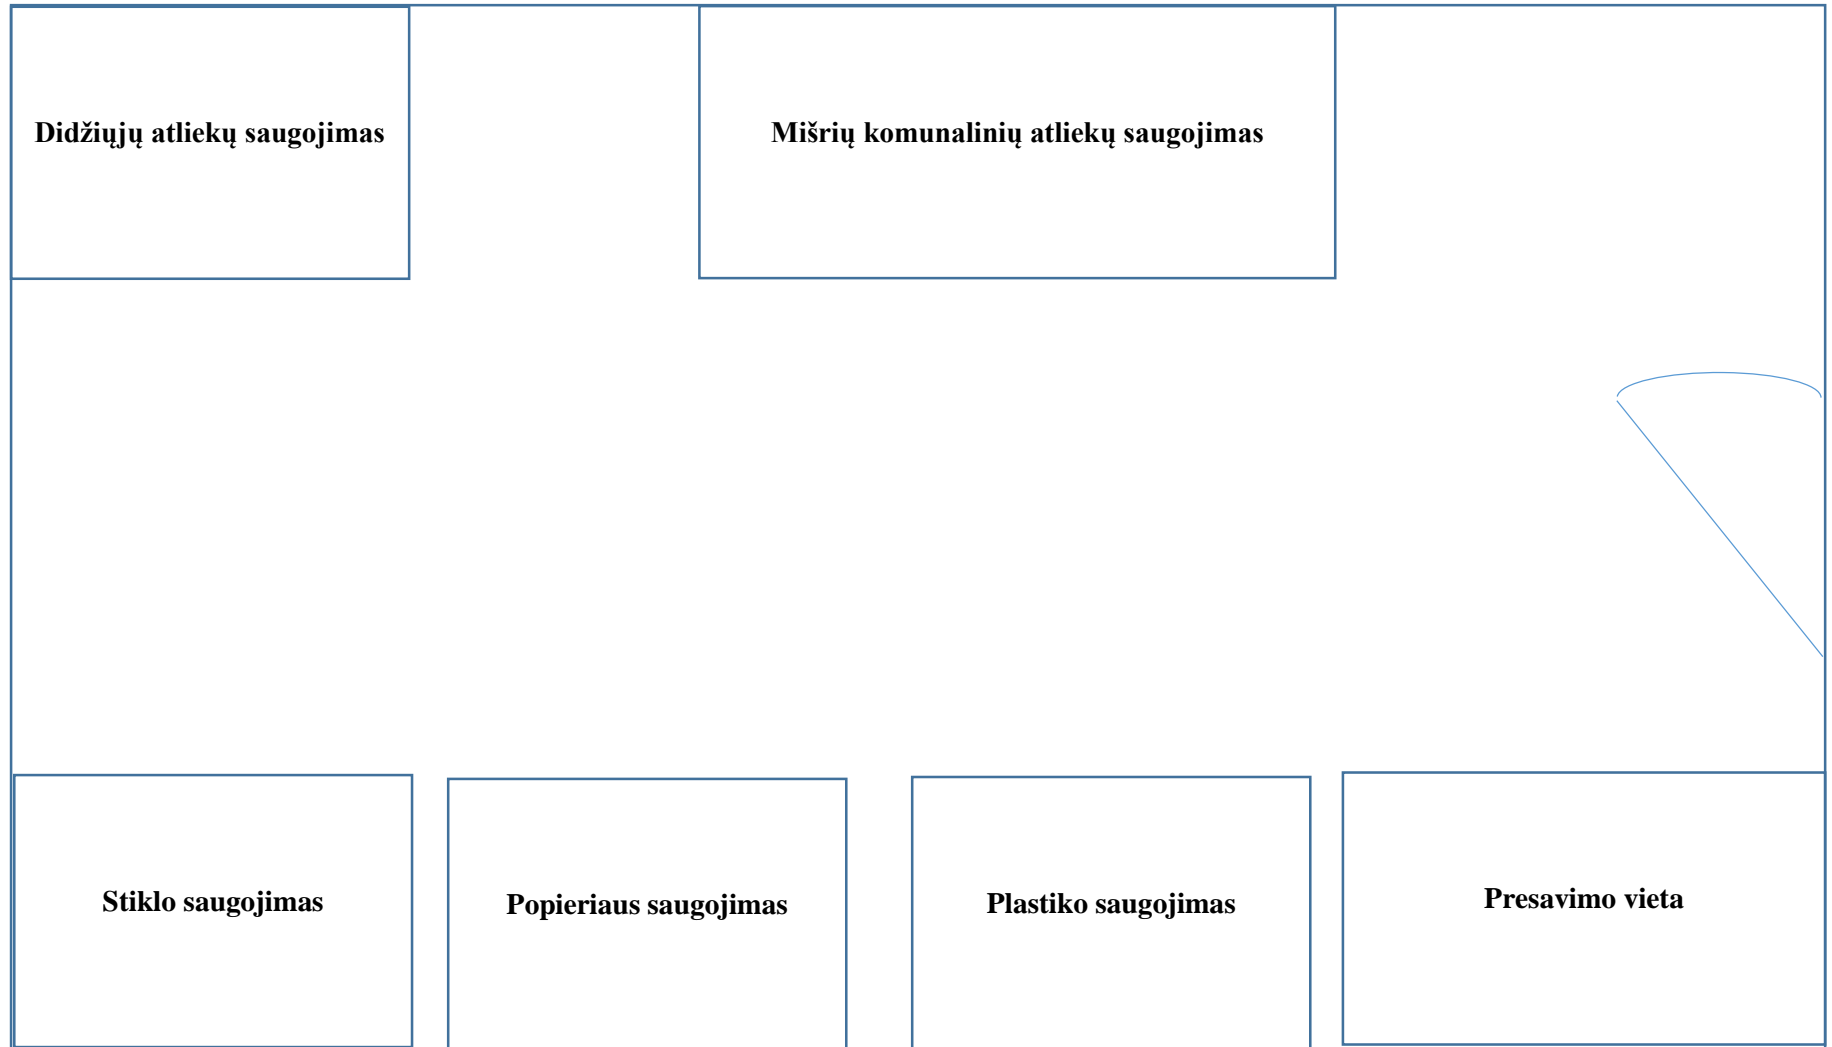 Didžiųjų atliekų saugojimas
Mišrių komunalinių atliekų saugojimas
Stiklo saugojimas
Popieriaus saugojimas
Plastiko saugojimas
Presavimo vieta